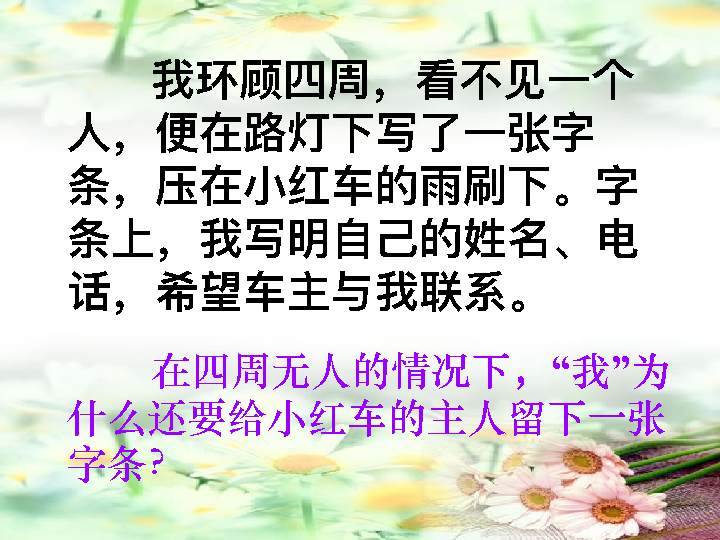 我环顾四周，看不见一个
人，便在路灯下写了一张字
条，压在小红车的雨刷下。字
条上，我写明自己的姓名、电
话，希望车主与我联系。
在四周无人的情况下，“我”为
什么还要给小红车的主人留下一张
字条？